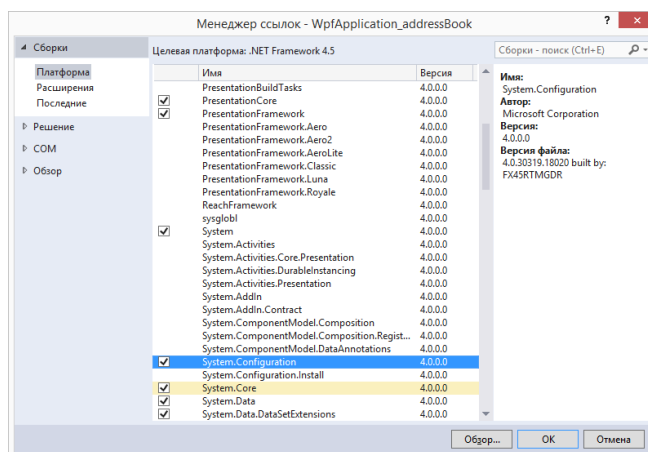 Менеджер ссылок - WpfApplication_addressBook
Сборки
Целевая платформа: .NET Framework 4.5
Сборки - поиск (Ctrl+E)
Платформа
Расширения
Последние
Решение
COM
Обзор
Имя Версия
PresentationBuildTasks 4.0.0.0
PresentationCore 4.0.0.0
PresentationFramework 4.0.0.0
PresentationFramework.Aero 4.0.0.0
PresentationFramework.Aero2 4.0.0.0
PresentationFramework.AeroLite 4.0.0.0
PresentationFramework.Classic 4.0.0.0
PresentationFramework.Luna 4.0.0.0
PresentationFramework.Royale 4.0.0.0
ReachFramework 4.0.0.0
sysglobl 4.0.0.0
System 4.0.0.0
System.Activities 4.0.0.0
System.Activities.Core.Presentation 4.0.0.0
System.Activities.DurableInstancing 4.0.0.0
System.Activities.Presentation 4.0.0.0
System.AddIn 4.0.0.0
System.AddIn.Contract 4.0.0.0
System.ComponentModel.Composition 4.0.0.0
System.ComponentModel.Composition.Regist... 4.0.0.0
System.ComponentModel.DataAnnotations 4.0.0.0
System.Configuration 4.0.0.0
System.Configuration.Install 4.0.0.0
System.Core 4.0.0.0
System.Data 4.0.0.0
System.Data.DataSetExtensions 4.0.0.0
Имя:
System.Configuration
Автор:
Microsoft Corporation
Версия:
4.0.0.0
Версия файла:
4.0.30319.18020 built by:
FX45RTMGDR
Обзор... OK Отмена